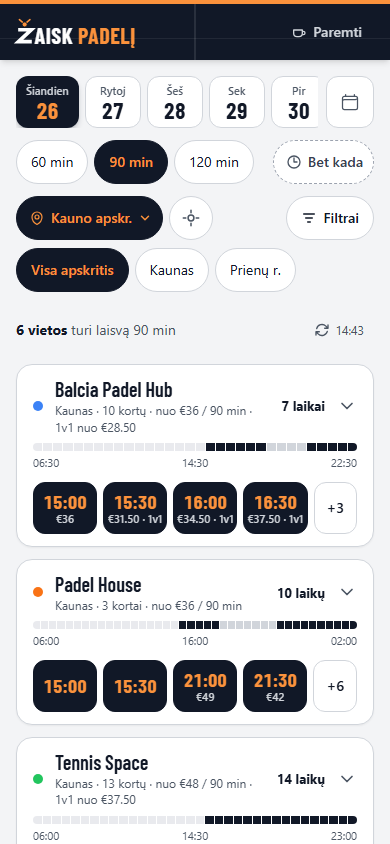 ŽAISK PADELĮ
Paremti
Šiandien
26
Rytoj
27
Šeš
28
Sek
29
Pir
30
60 min
90 min
120 min
Bet kada
Kauno apskr.
Filtrai
Visa apskritis
Kaunas
Prienų r.
6 vietos turi laisvą 90 min
14:43
Balcia Padel Hub
Kaunas · 10 kortų · nuo €36 / 90 min ·
1v1 nuo €28.50
7 laikai
06:30
14:30
22:30
15:00
€36
15:30
€31.50 · 1v1
16:00
€34.50 · 1v1
16:30
€37.50 · 1v1
+3
Padel House
Kaunas · 3 kortai · nuo €36 / 90 min
10 laikų
06:00
16:00
02:00
15:00
15:30
21:00
€49
21:30
€42
+6
Tennis Space
Kaunas · 13 kortų · nuo €48 / 90 min ·
1v1 nuo €37.50
14 laikų
06:00
14:30
23:00